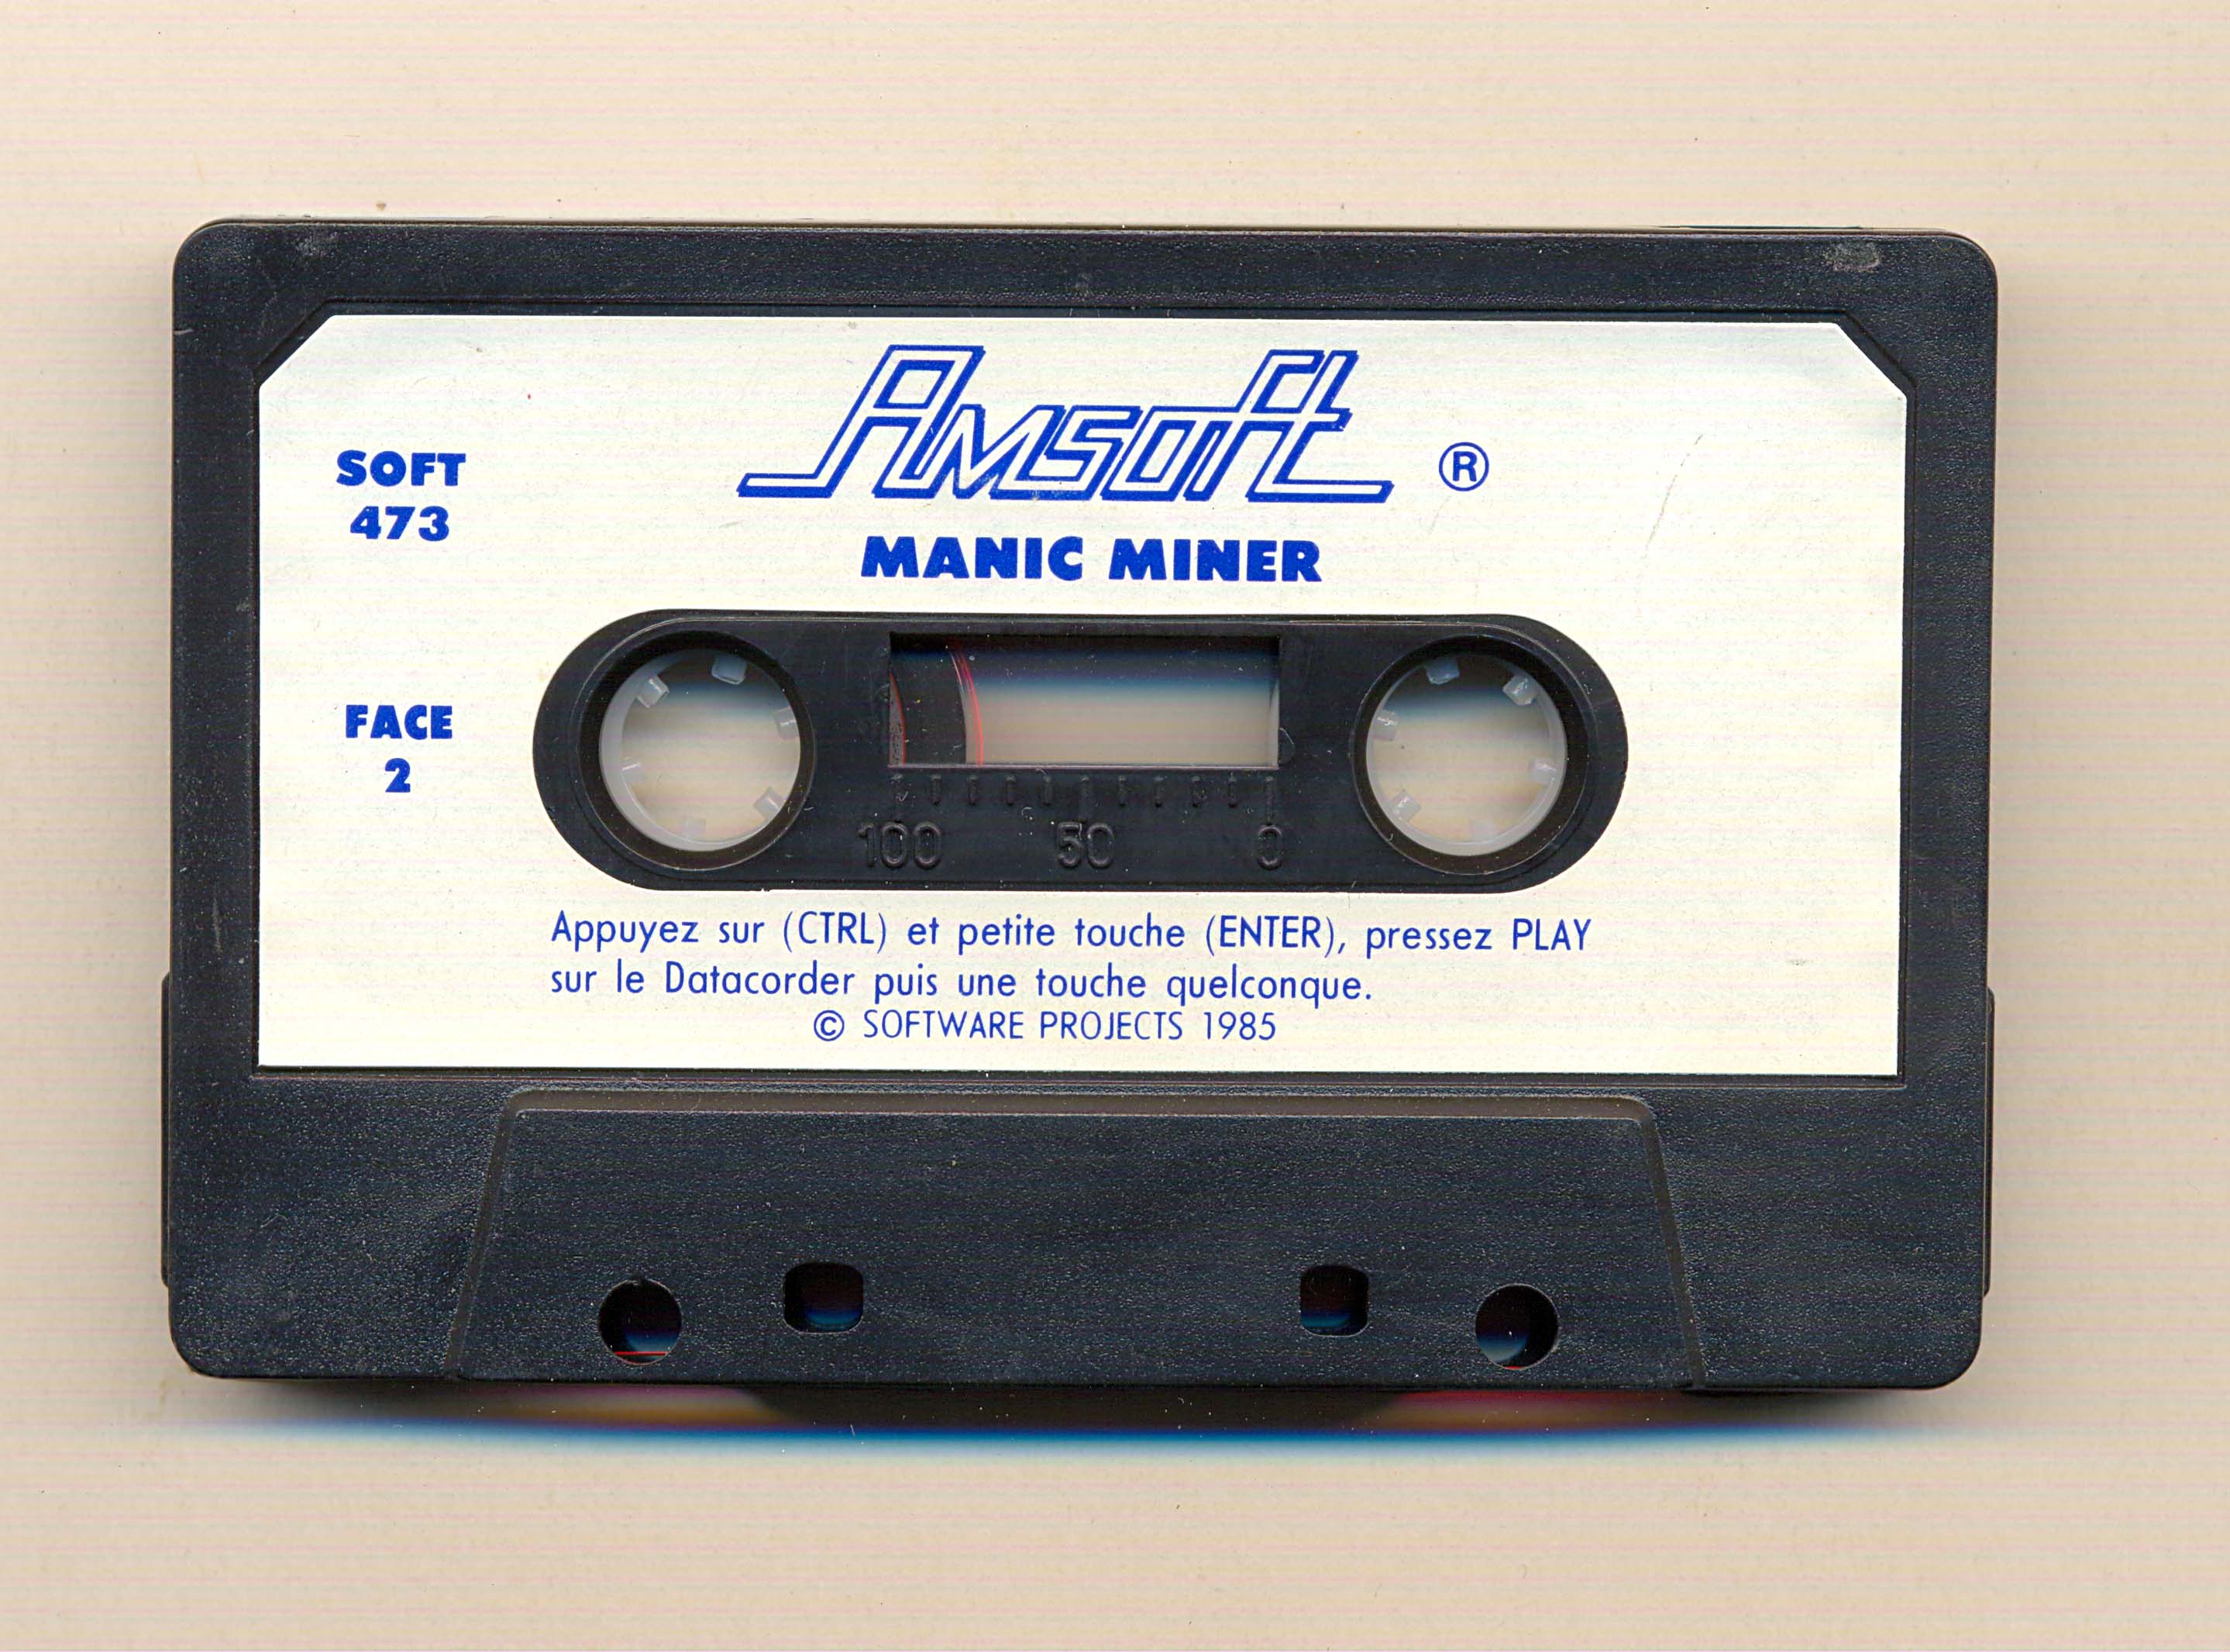 Amsoft ®
SOFT
473
MANIC MINER
FACE
2
100 50 0
Appuyez sur (CTRL) et petite touche (ENTER), pressez PLAY
sur le Datacorder puis une touche quelconque.
© SOFTWARE PROJECTS 1985